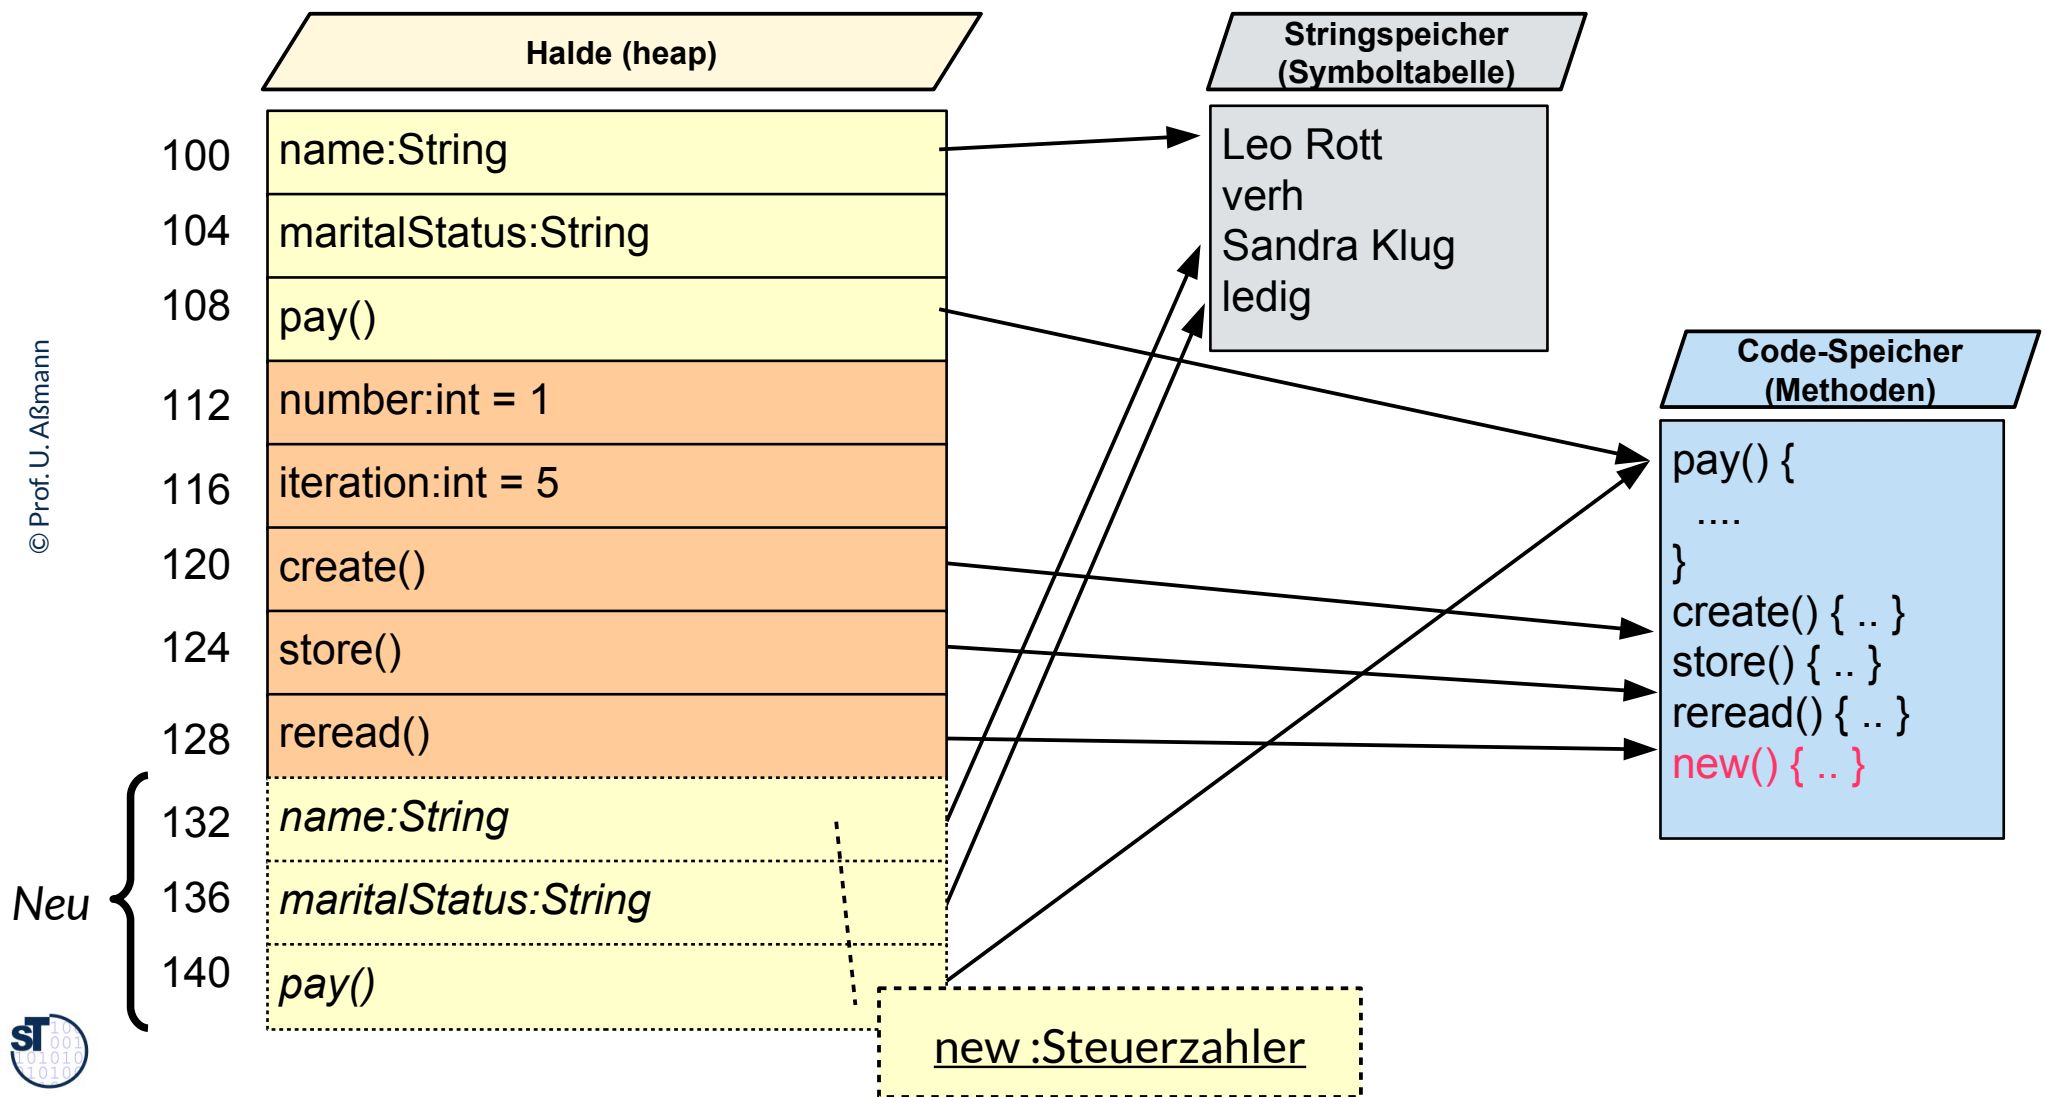 Halde (heap)
Stringspeicher
(Symboltabelle)
100 name:String
104 maritalStatus:String
108 pay()
112 number:int = 1
116 iteration:int = 5
120 create()
124 store()
128 reread()
132 name:String
136 maritalStatus:String
140 pay()
Neu
Leo Rott
verh
Sandra Klug
ledig
Code-Speicher
(Methoden)
pay() {
....
}
create() { .. }
store() { .. }
reread() { .. }
new() { .. }
new :Steuerzahler
© Prof. U. Aßmann
ST